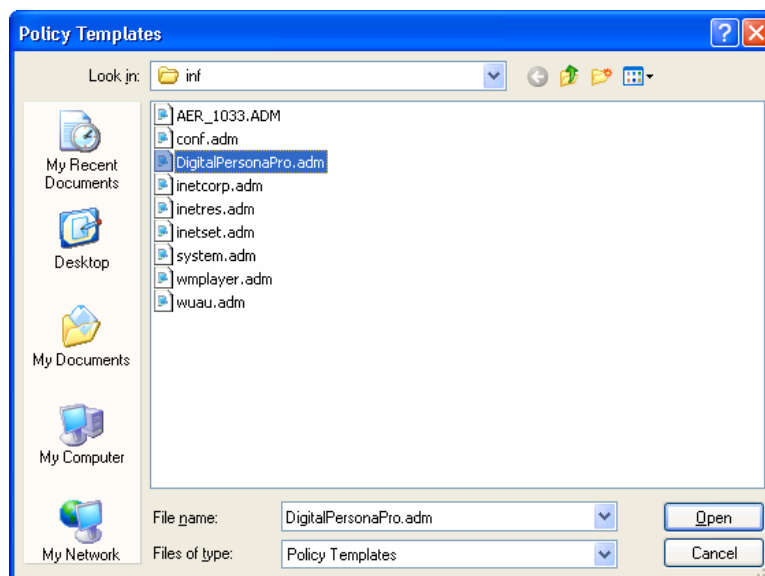 Policy Templates
Look in:
inf
My Recent
Documents
Desktop
My Documents
My Computer
My Network
AER_1033.ADM
conf.adm
DigitalPersonaPro.adm
inetcorp.adm
inetres.adm
inetset.adm
system.adm
wmplayer.adm
wuau.adm
File name:
DigitalPersonaPro.adm
Open
Files of type:
Policy Templates
Cancel